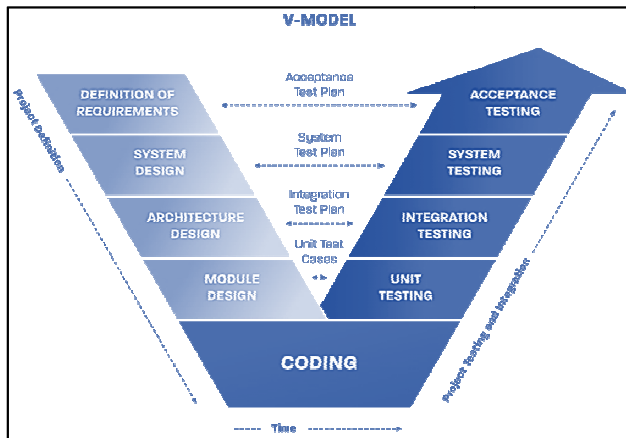 V-MODEL
DEFINITION OF
REQUIREMENTS
Acceptance
Test Plan
ACCEPTANCE
TESTING
SYSTEM
DESIGN
System
Test Plan
SYSTEM
TESTING
ARCHITECTURE
DESIGN
Integration
Test Plan
INTEGRATION
TESTING
MODULE
DESIGN
Unit Test
Cases
UNIT
TESTING
CODING
Project Definition
Project Testing and Integration
Time